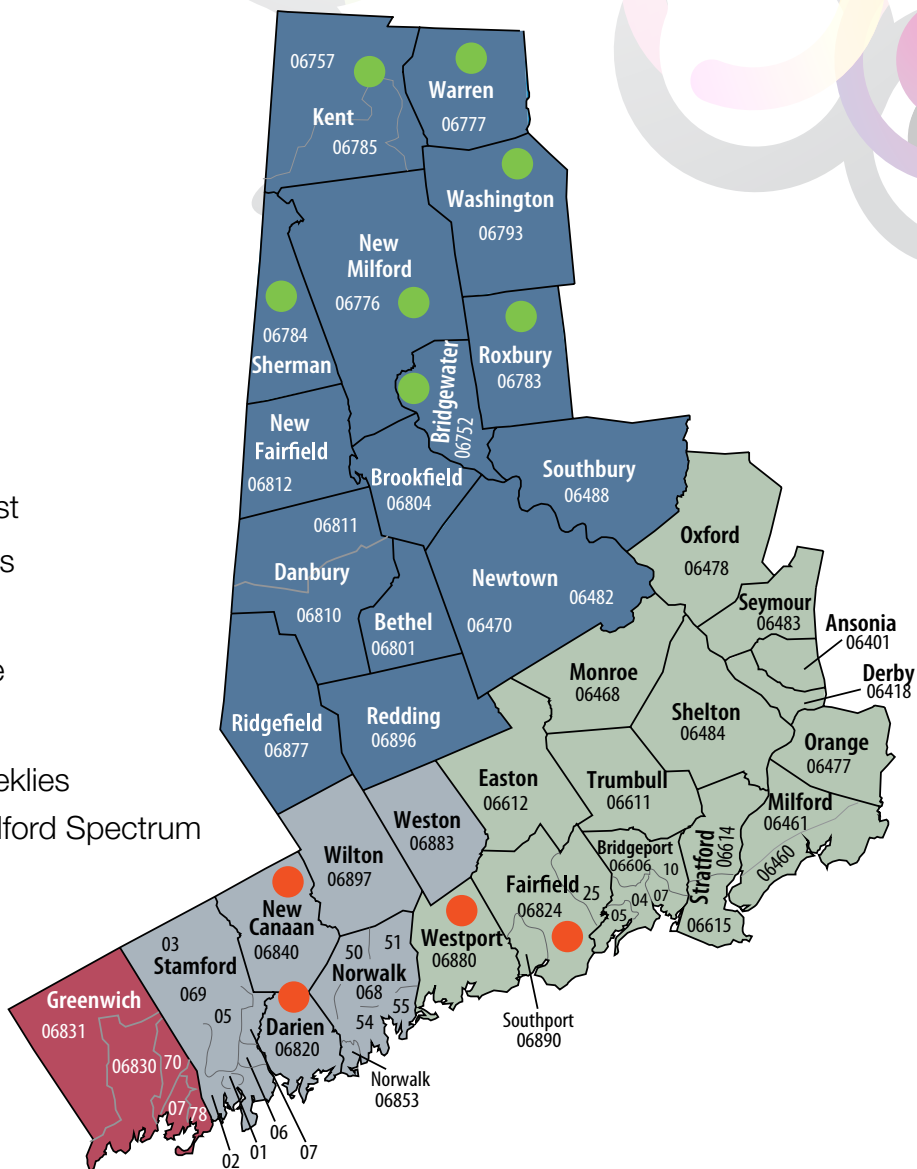 06757
Kent
06785
Warren
06777
Washington
06793
New
Milford
06776
06784
Sherman
Roxbury
06783
Bridgewater
06752
New
Fairfield
06812
Brookfield
06804
Southbury
06488
st
s
e
eklies
lford Spectrum
06811
Danbury
06810
Bethel
06801
Newtown
06482
06470
Oxford
06478
Seymour
06483
Ansonia
06401
Derby
06418
Monroe
06468
Shelton
06484
Ridgefield
06877
Redding
06896
Orange
06477
Easton
06612
Trumbull
06611
Milford
06461
06460
Weston
06883
Wilton
06897
Bridgeport
06606
10
04
07
05
Stratford
06614
06615
Fairfield
06824
25
New
Canaan
06840
Westport
06880
03
Stamford
069
05
51
50
Norwalk
068
55
54
Darien
06820
Southport
06890
Greenwich
06831
06830
70
07
78
Norwalk
06853
06
07
01
02